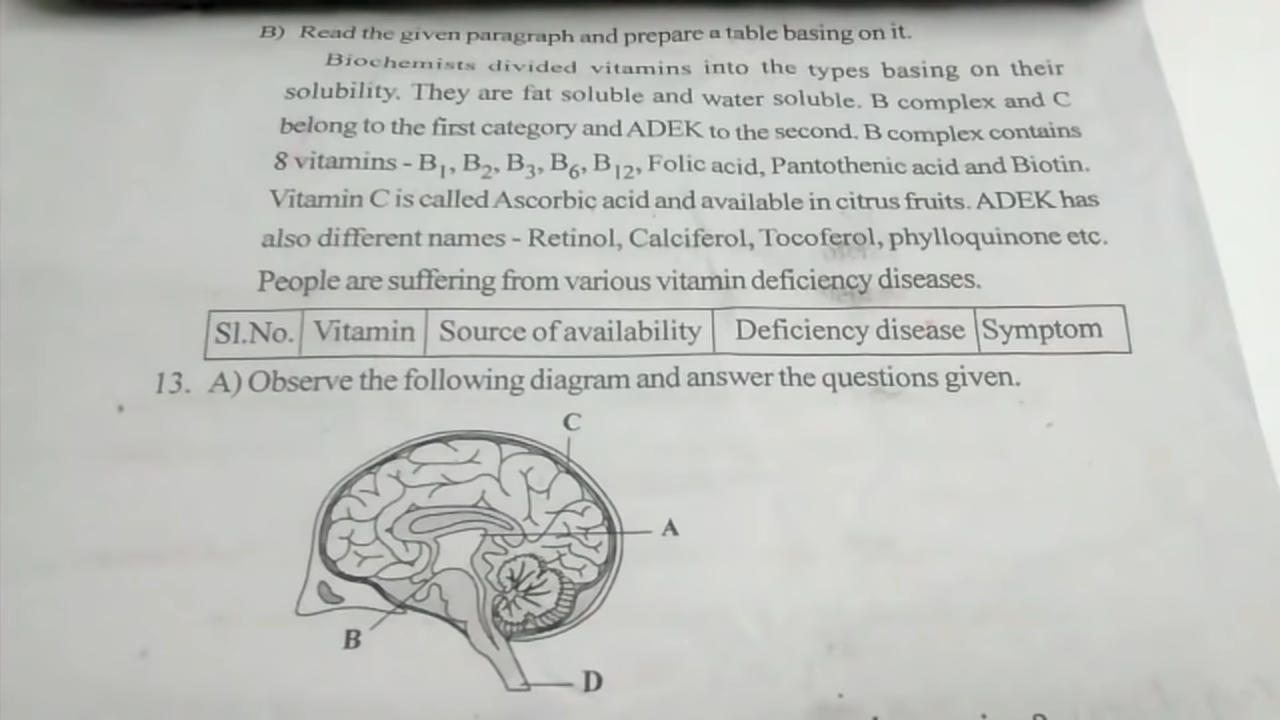 B) Read the given paragraph and prepare a table basing on it.
Biochemists divided vitamins into the types basing on their
solubility. They are fat soluble and water soluble. B complex and C
belong to the first category and ADEK to the second. B complex contains
8 vitamins - B₁, B₂, B₃, B₆, B₁₂, Folic acid, Pantothenic acid and Biotin.
Vitamin C is called Ascorbic acid and available in citrus fruits. ADEK has
also different names - Retinol, Calciferol, Tocoferol, phylloquinone etc.
People are suffering from various vitamin deficiency diseases.
Sl.No. Vitamin Source of availability Deficiency disease Symptom
13. A) Observe the following diagram and answer the questions given.
C
A
B
D